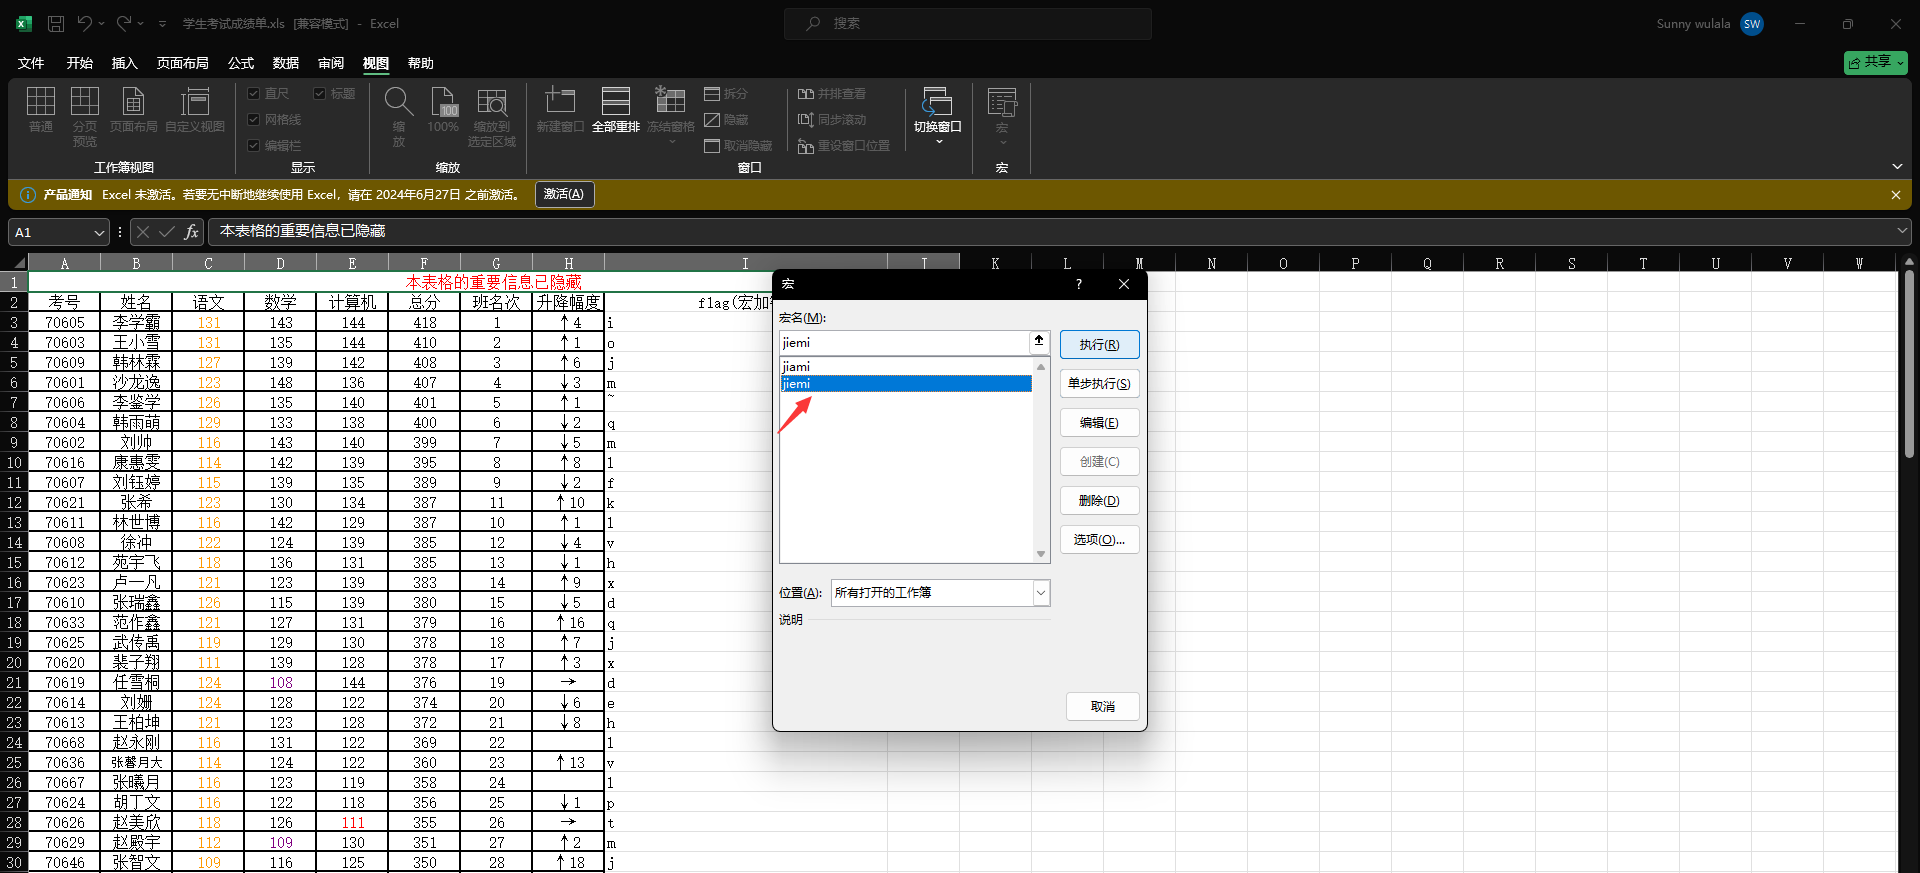 学生考试成绩单.xls [兼容模式] - Excel
搜索
Sunny wulala SW
文件 开始 插入 页面布局 公式 数据 审阅 视图 帮助
共享
普通 分页预览 页面布局 自定义视图
工作簿视图
直尺 标题
网格线
编辑栏
显示
缩放 100% 缩放到选定区域
缩放
新建窗口 全部重排 冻结窗格
拆分
隐藏
取消隐藏
并排查看
同步滚动
重设窗口位置
切换窗口
窗口
宏
宏
产品通知 Excel 未激活。若要无中断地继续使用 Excel，请在 2024年6月27日 之前激活。 激活(A)
A1 fx 本表格的重要信息已隐藏
A B C D E F G H I J K L M N O P Q R S T U V W
1 本表格的重要信息已隐藏
2 考号 姓名 语文 数学 计算机 总分 班名次 升降幅度 flag(宏加
3 70605 李学霸 131 143 144 418 1 ↑4 i
4 70603 王小雪 131 135 144 410 2 ↑1 o
5 70609 韩林霖 127 139 142 408 3 ↑6 j
6 70601 沙龙逸 123 148 136 407 4 ↓3 m
7 70606 李鉴学 126 135 140 401 5 ↑1 ~
8 70604 韩雨萌 129 133 138 400 6 ↓2 q
9 70602 刘帅 116 143 140 399 7 ↓5 m
10 70616 康惠雯 114 142 139 395 8 ↑8 l
11 70607 刘钰婷 115 139 135 389 9 ↓2 f
12 70621 张希 123 130 134 387 11 ↑10 k
13 70611 林世博 116 142 129 387 10 ↑1 l
14 70608 徐冲 122 124 139 385 12 ↓4 v
15 70612 苑宇飞 118 136 131 385 13 ↓1 h
16 70623 卢一凡 121 123 139 383 14 ↑9 x
17 70610 张瑞鑫 126 115 139 380 15 ↓5 d
18 70633 范作鑫 121 127 131 379 16 ↑16 q
19 70625 武传禹 119 129 130 378 18 ↑7 j
20 70620 裴子翔 111 139 128 378 17 ↑3 x
21 70619 任雪桐 124 108 144 376 19 → d
22 70614 刘姗 124 128 122 374 20 ↓6 e
23 70613 王柏坤 121 123 128 372 21 ↓8 h
24 70668 赵永刚 116 131 122 369 22 l
25 70636 张馨月大 114 124 122 360 23 ↑13 v
26 70667 张曦月 116 123 119 358 24 l
27 70624 胡丁文 116 122 118 356 25 ↓1 p
28 70626 赵美欣 118 126 111 355 26 → t
29 70629 赵殿宇 112 109 130 351 27 ↑2 m
30 70646 张智文 109 116 125 350 28 ↑18 j
宏 ?
宏名(M):
jiemi
jiami
jiemi
执行(R)
单步执行(S)
编辑(E)
创建(C)
删除(D)
选项(O)...
位置(A): 所有打开的工作簿
说明
取消